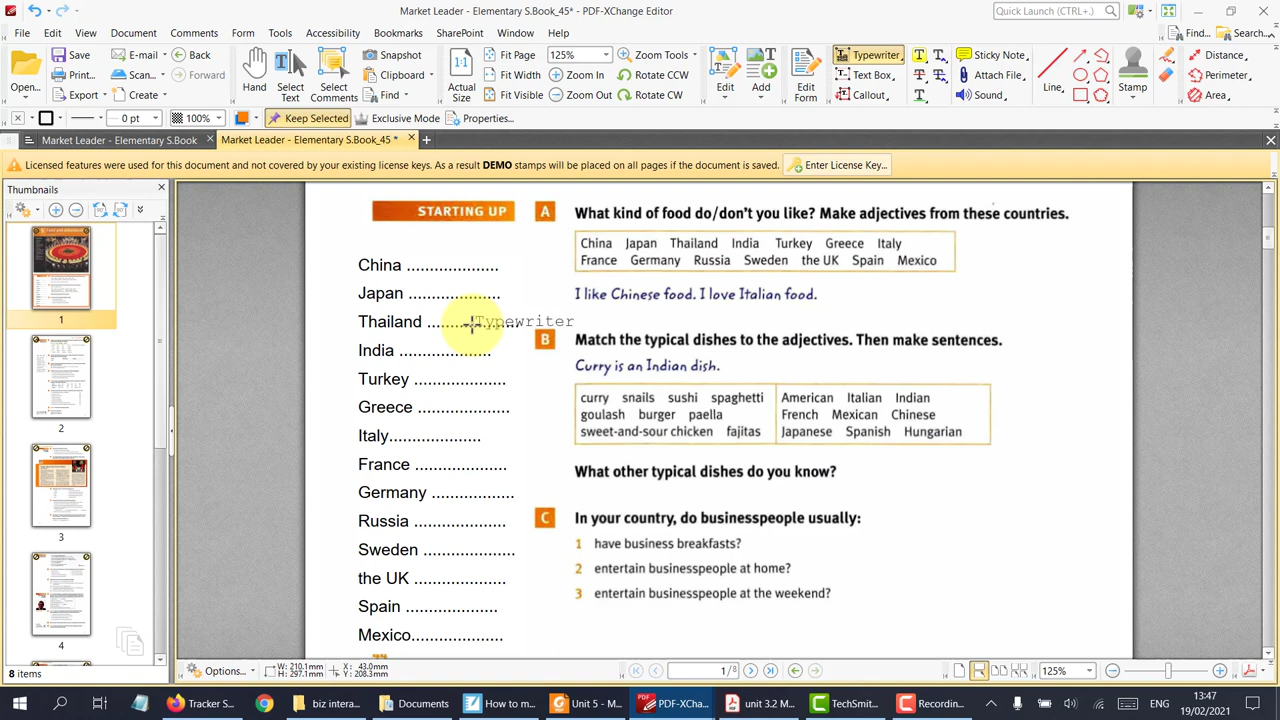 Market Leader - Elementary S.Book_45* - PDF-XChange Editor
Quick Launch (CTRL+.)
File Edit View Document Comments Form Tools Accessibility Bookmarks SharePoint Window Help
Find... Search...
Open... Save E-mail Back Hand Select Text Select Comments Snapshot Actual Size Fit Page 125% Zoom Tools Edit Add Edit Form Typewriter Sticky Note Line Stamp Distance
Print... Scan... Forward Clipboard Fit Width Zoom In Rotate CCW Text Box Attach File Perimeter
Export Create Find Fit Visible Zoom Out Rotate CW Callout Sound Area
0 pt 100% Keep Selected Exclusive Mode Properties...
Market Leader - Elementary S.Book Market Leader - Elementary S.Book_45 *
Licensed features were used for this document and not covered by your existing license keys. As a result DEMO stamps will be placed on all pages if the document is saved. Enter License Key...
Thumbnails
1
2
3
4
8 items
STARTING UP
China ....................
Japan ...................
Thailand ...................
India ....................
Turkey ....................
Greece ....................
Italy....................
France ....................
Germany ..................
Russia ....................
Sweden ....................
the UK ....................
Spain ....................
Mexico....................
Typewriter
A What kind of food do/don't you like? Make adjectives from these countries.
China Japan Thailand India Turkey Greece Italy
France Germany Russia Sweden the UK Spain Mexico
I like Chinese food. I love Italian food.
B Match the typical dishes to the adjectives. Then make sentences.
Curry is an Indian dish.
curry snails sushi spaghetti American Italian Indian
goulash burger paella French Mexican Chinese
sweet-and-sour chicken fajitas Japanese Spanish Hungarian
What other typical dishes do you know?
C In your country, do businesspeople usually:
1 have business breakfasts?
2 entertain businesspeople at home?
3 entertain businesspeople at the weekend?
Options... W: 210.1mm H: 297.1mm X: 43.0mm Y: 208.3mm 1/8 125%
Tracker S... biz intera... Documents How to m... Unit 5 - M... PDF-XCha... unit 3.2 M... TechSmit... Recordin... ENG 13:47
19/02/2021